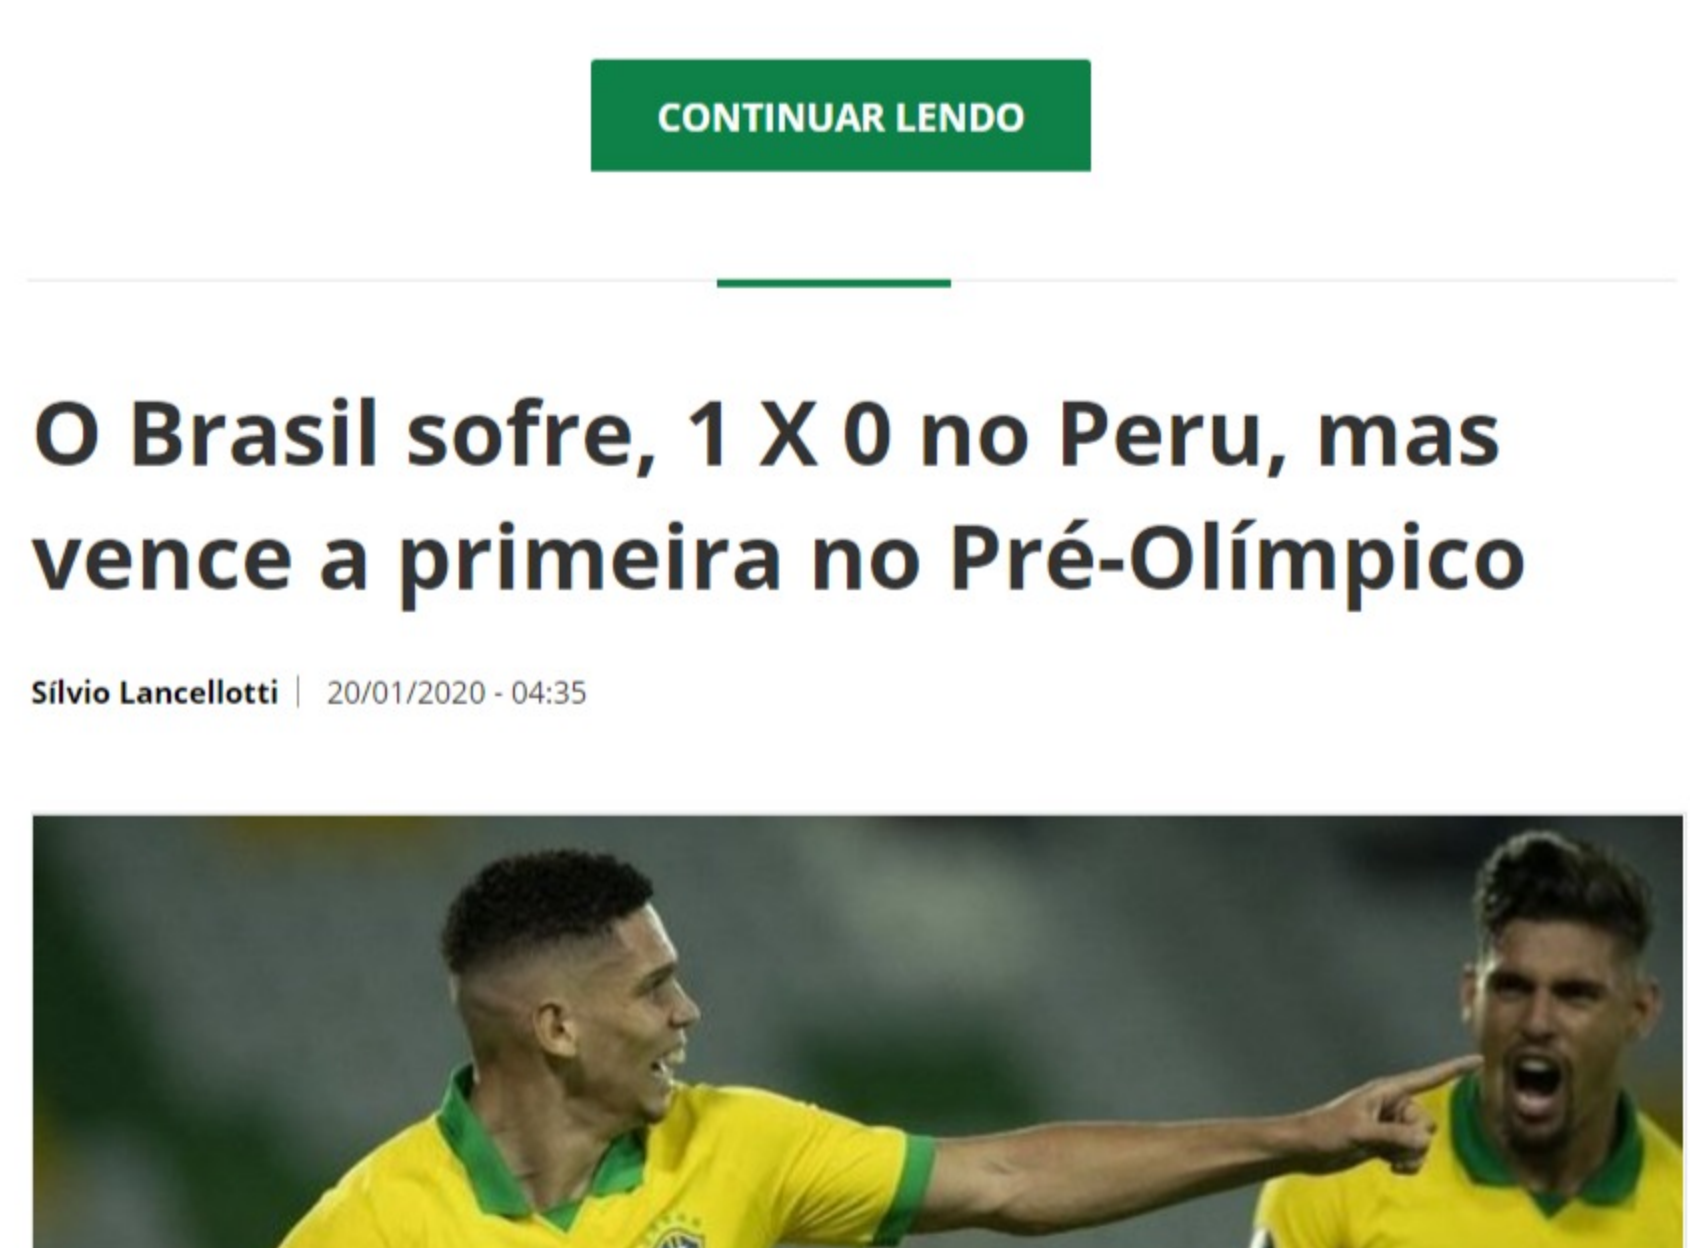 CONTINUAR LENDO
O Brasil sofre, 1 X 0 no Peru, mas
vence a primeira no Pré-Olímpico
Sílvio Lancellotti | 20/01/2020 - 04:35